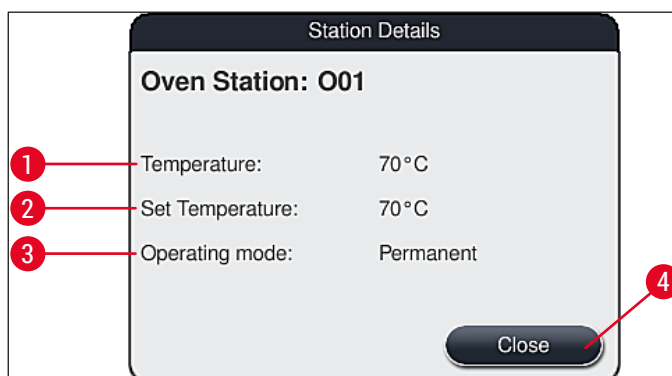 Station Details
Oven Station: O01
1 Temperature: 70°C
2 Set Temperature: 70°C
3 Operating mode: Permanent
4
Close